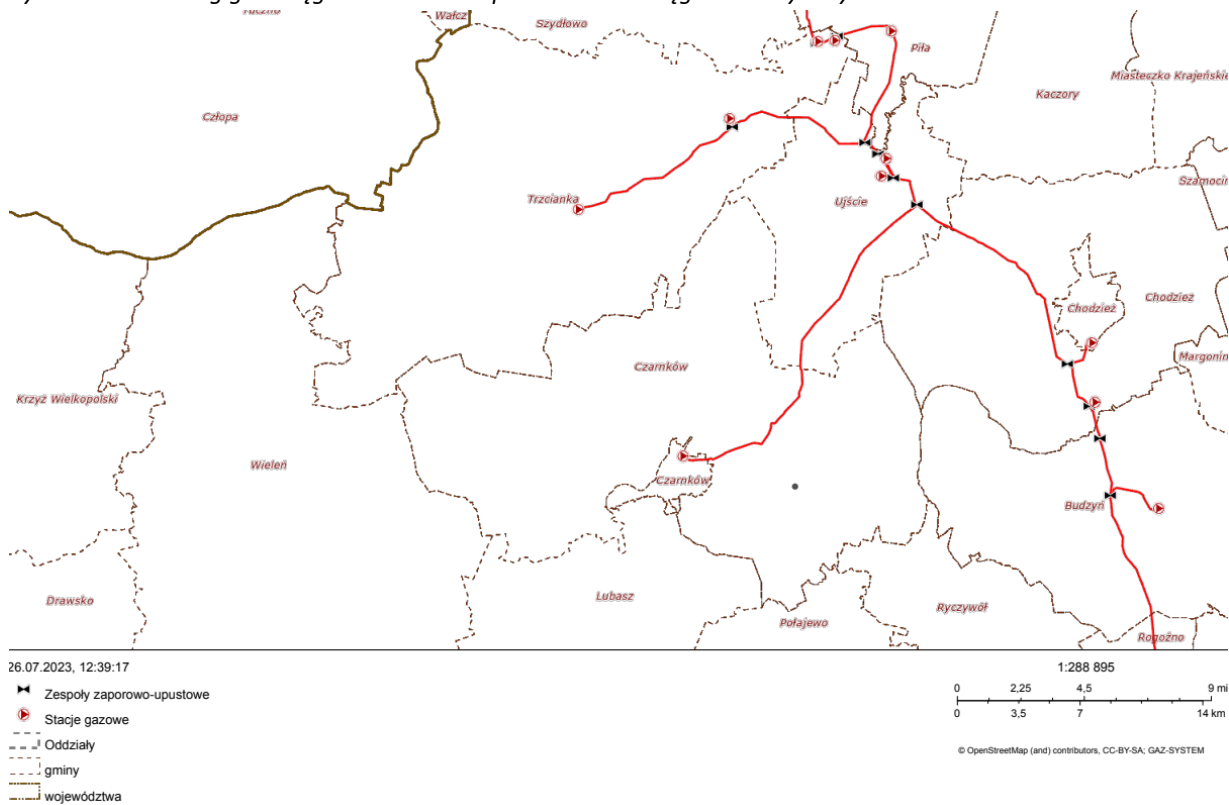 Wałcz
Szydłowo
Piła
Miasteczko Krajeńskie
Kaczory
Człopa
Szamocin
Trzcianka
Ujście
Chodzież
Chodzież
Margonin
Czarnków
Krzyż Wielkopolski
Wieleń
Czarnków
Budzyń
Drawsko
Lubasz
Ryczywół
Połajewo
Rogoźno
26.07.2023, 12:39:17
1:288 895
Zespoły zaporowo-upustowe
0 2,25 4,5 9 mi
Stacje gazowe
0 3,5 7 14 km
Oddziały
© OpenStreetMap (and) contributors, CC-BY-SA; GAZ-SYSTEM
gminy
województwa